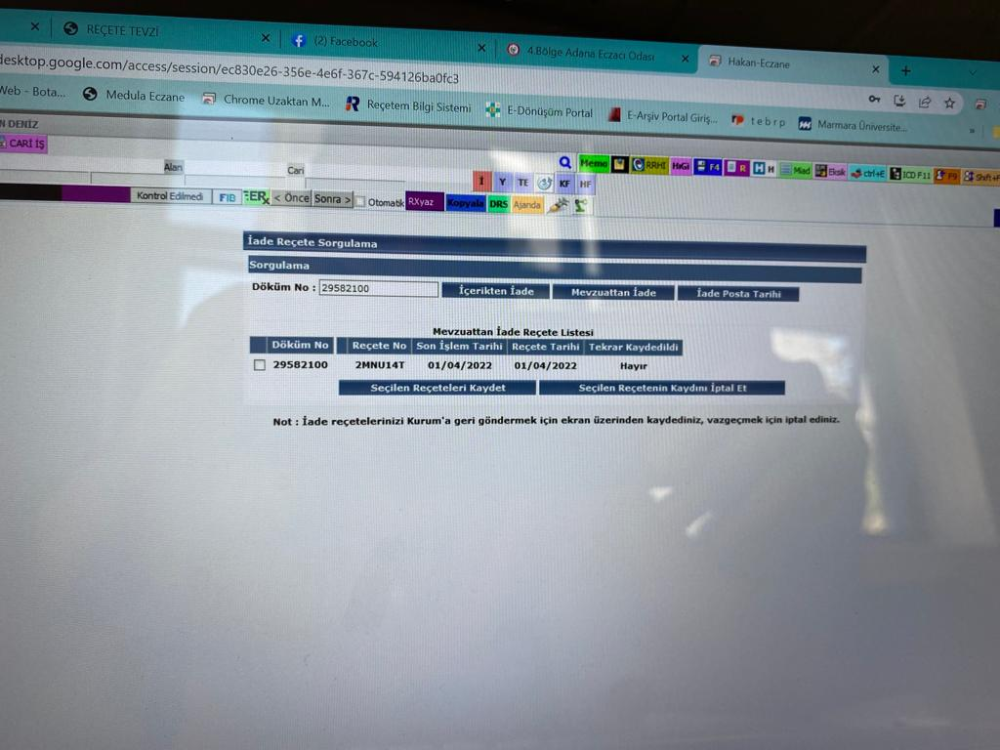 REÇETE TEVZİ
(2) Facebook
4.Bölge Adana Eczacı Odası
Hakan-Eczane
desktop.google.com/access/session/ec830e26-356e-4e6f-367c-594126ba0fc3
Web - Bota...
Medula Eczane
Chrome Uzaktan M...
Reçetem Bilgi Sistemi
E-Dönüşüm Portal
E-Arşiv Portal Giriş...
tebrp
Marmara Üniversite...
»
N DENİZ
CARİ İŞ
Alan
Cari
Memo
RRHI
HıGi
F4
R
H H
Miad
Eksik
ctrl+E
ICD F11
F9
Shift+F
İ Y TE KF HF
Kontrol Edilmedi
FIB
< Önce
Sonra >
Otomatik
RXyaz
Kopyala
DRS
Ajanda
İade Reçete Sorgulama
Sorgulama
Döküm No : 29582100 İçerikten İade Mevzuattan İade İade Posta Tarihi
Mevzuattan İade Reçete Listesi
Döküm No Reçete No Son İşlem Tarihi Reçete Tarihi Tekrar Kaydedildi
29582100 2MNU14T 01/04/2022 01/04/2022 Hayır
Seçilen Reçeteleri Kaydet Seçilen Reçetenin Kaydını İptal Et
Not : İade reçetelerinizi Kurum'a geri göndermek için ekran üzerinden kaydediniz, vazgeçmek için iptal ediniz.